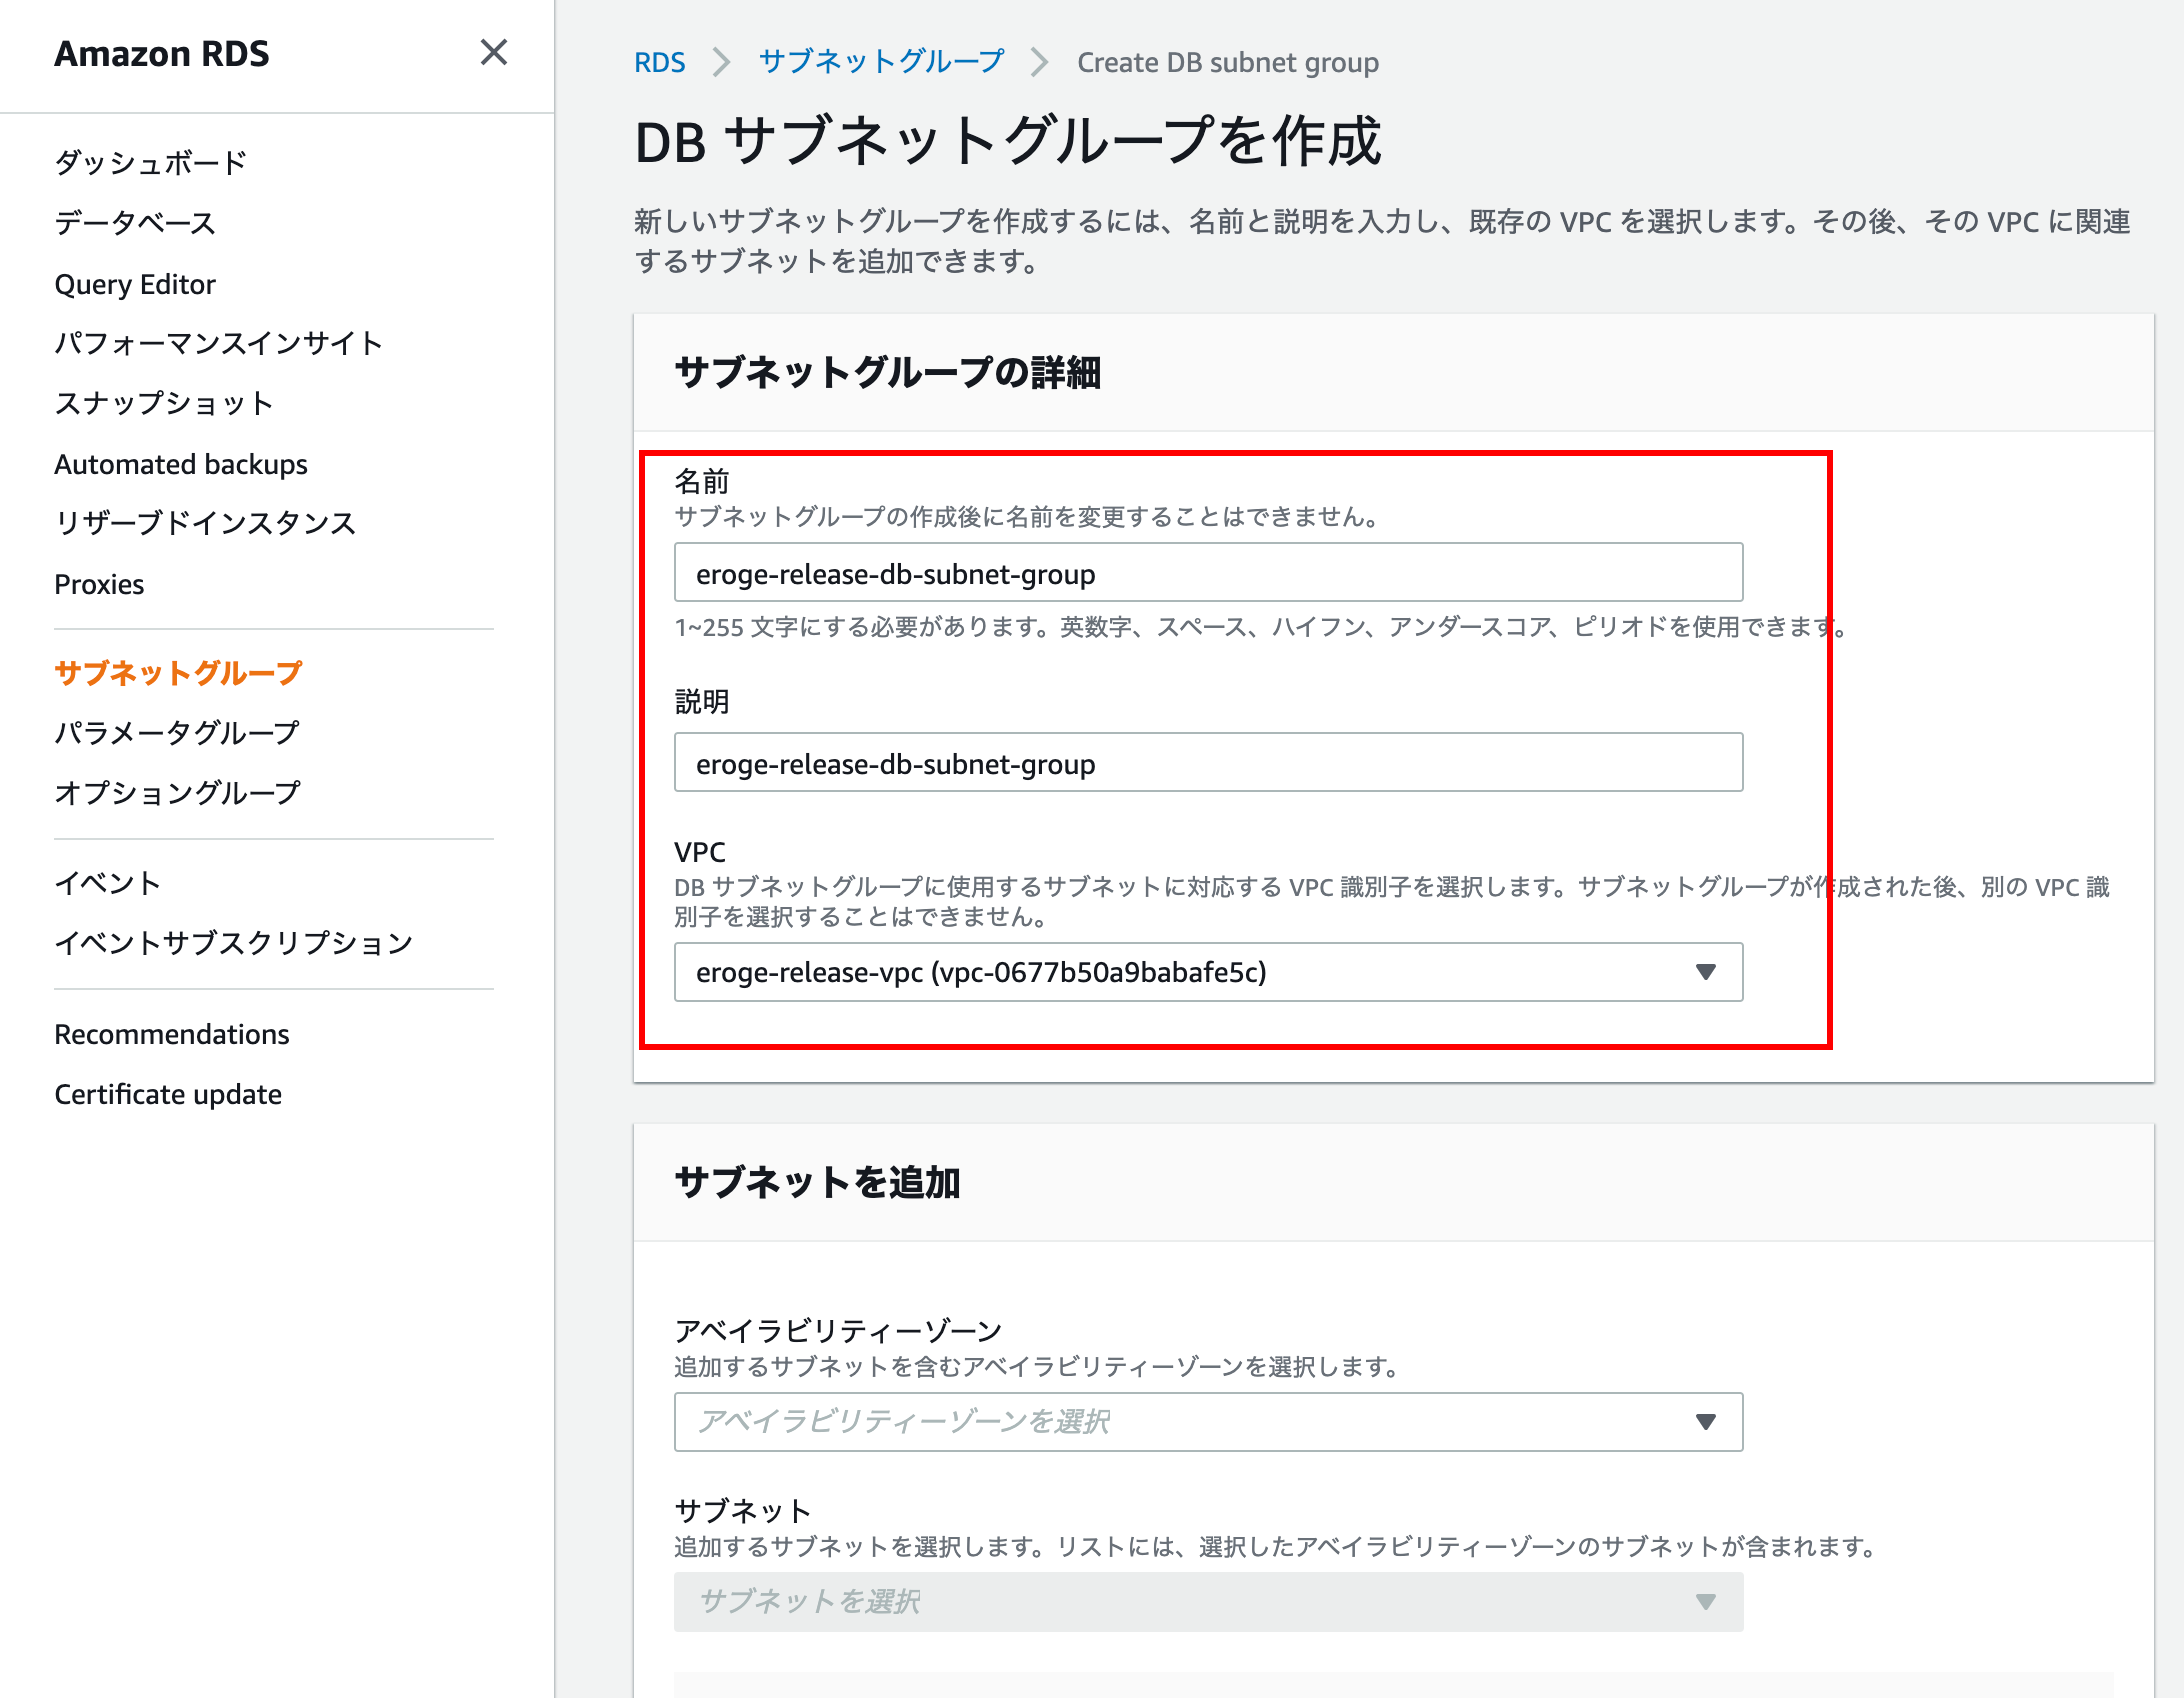 Amazon RDS
ダッシュボード
データベース
Query Editor
パフォーマンスインサイト
スナップショット
Automated backups
リザーブドインスタンス
Proxies
サブネットグループ
パラメータグループ
オプショングループ
イベント
イベントサブスクリプション
Recommendations
Certificate update
RDS サブネットグループ Create DB subnet group
DB サブネットグループを作成
新しいサブネットグループを作成するには、名前と説明を入力し、既存の VPC を選択します。その後、その VPC に関連
するサブネットを追加できます。
サブネットグループの詳細
名前
サブネットグループの作成後に名前を変更することはできません。
eroge-release-db-subnet-group
1~255 文字にする必要があります。英数字、スペース、ハイフン、アンダースコア、ピリオドを使用できます。
説明
eroge-release-db-subnet-group
VPC
DB サブネットグループに使用するサブネットに対応する VPC 識別子を選択します。サブネットグループが作成された後、別の VPC 識
別子を選択することはできません。
eroge-release-vpc (vpc-0677b50a9babafe5c)
サブネットを追加
アベイラビリティーゾーン
追加するサブネットを含むアベイラビリティーゾーンを選択します。
アベイラビリティーゾーンを選択
サブネット
追加するサブネットを選択します。リストには、選択したアベイラビリティーゾーンのサブネットが含まれます。
サブネットを選択